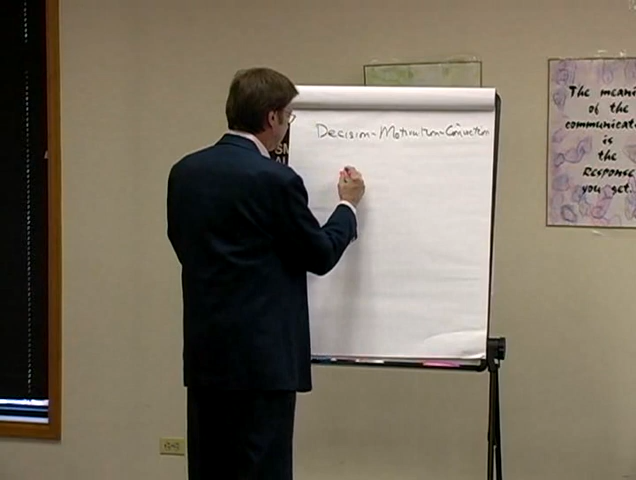 Decision - Motivation - Conviction
The meani
of the
communicat
is
the
Response
you get.